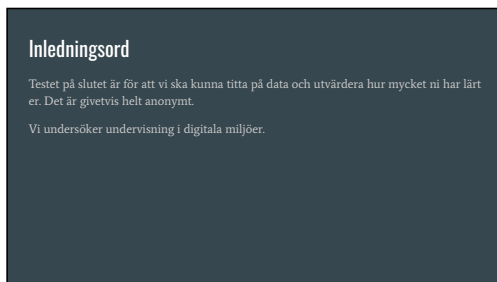 Inledningsord
Testet på slutet är för att vi ska kunna titta på data och utvärdera hur mycket ni har lärt
er. Det är givetvis helt anonymt.
Vi undersöker undervisning i digitala miljöer.